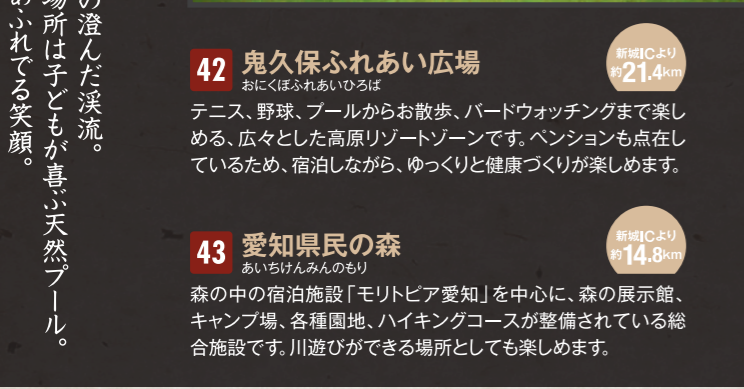 の澄んだ渓流。
場所は子どもが喜ぶ天然プール。
あふれでる笑顔。
42
鬼久保ふれあい広場
おにくぼふれあいひろば
新城ICより
約21.4km
テニス、野球、プールからお散歩、バードウォッチングまで楽し
める、広々とした高原リゾートゾーンです。ペンションも点在し
ているため、宿泊しながら、ゆっくりと健康づくりが楽しめます。
43
愛知県民の森
あいちけんみんのもり
新城ICより
約14.8km
森の中の宿泊施設「モリトピア愛知」を中心に、森の展示館、
キャンプ場、各種園地、ハイキングコースが整備されている総
合施設です。川遊びができる場所としても楽しめます。